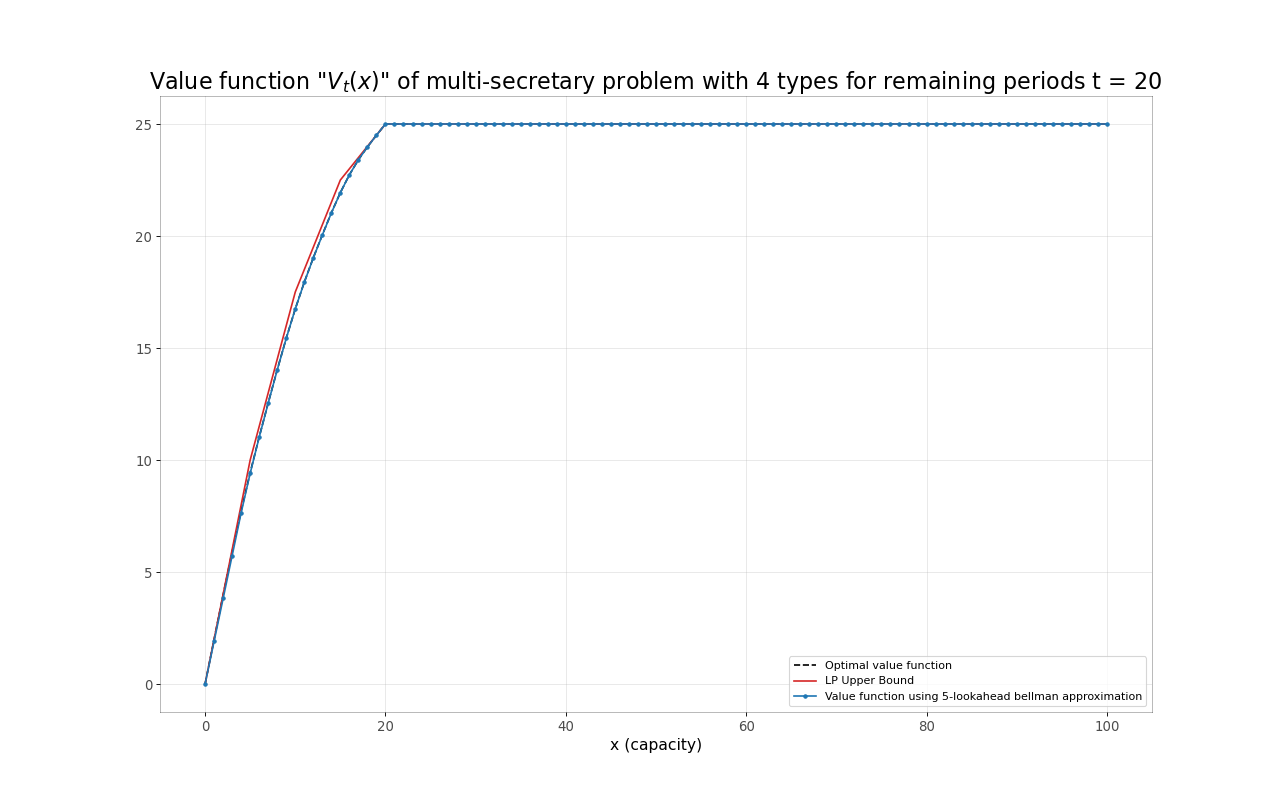 Value function "V_t(x)" of multi-secretary problem with 4 types for remaining periods t = 20
25
20
15
10
5
0
Optimal value function
LP Upper Bound
Value function using 5-lookahead bellman approximation
0 20 40 60 80 100
x (capacity)